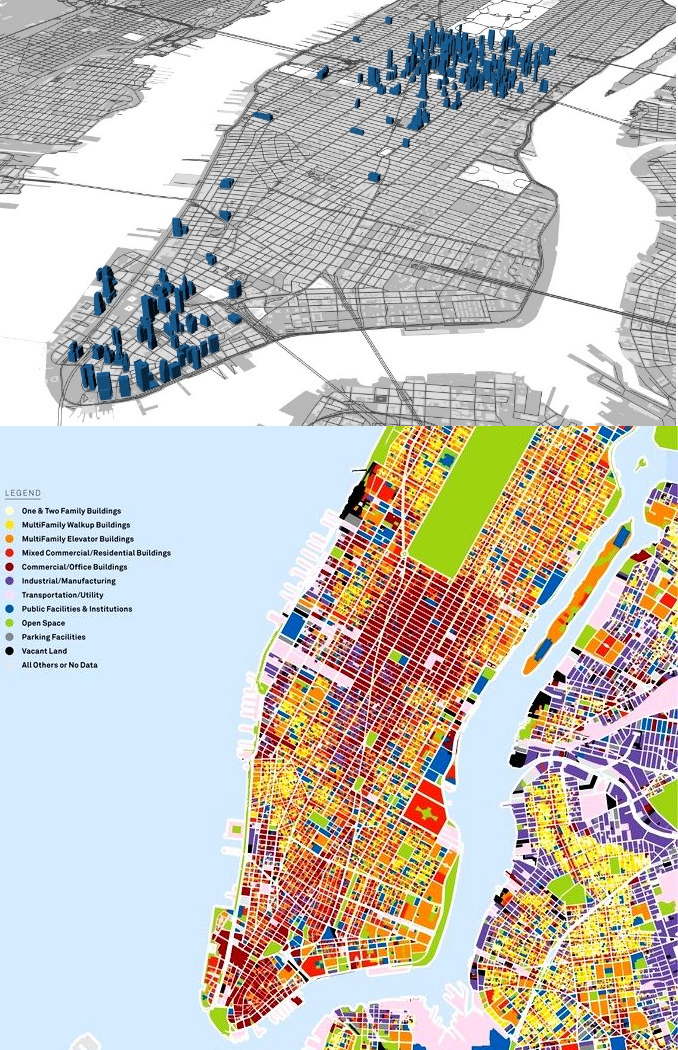 LEGEND
One & Two Family Buildings
MultiFamily Walkup Buildings
MultiFamily Elevator Buildings
Mixed Commercial/Residential Buildings
Commercial/Office Buildings
Industrial/Manufacturing
Transportation/Utility
Public Facilities & Institutions
Open Space
Parking Facilities
Vacant Land
All Others or No Data